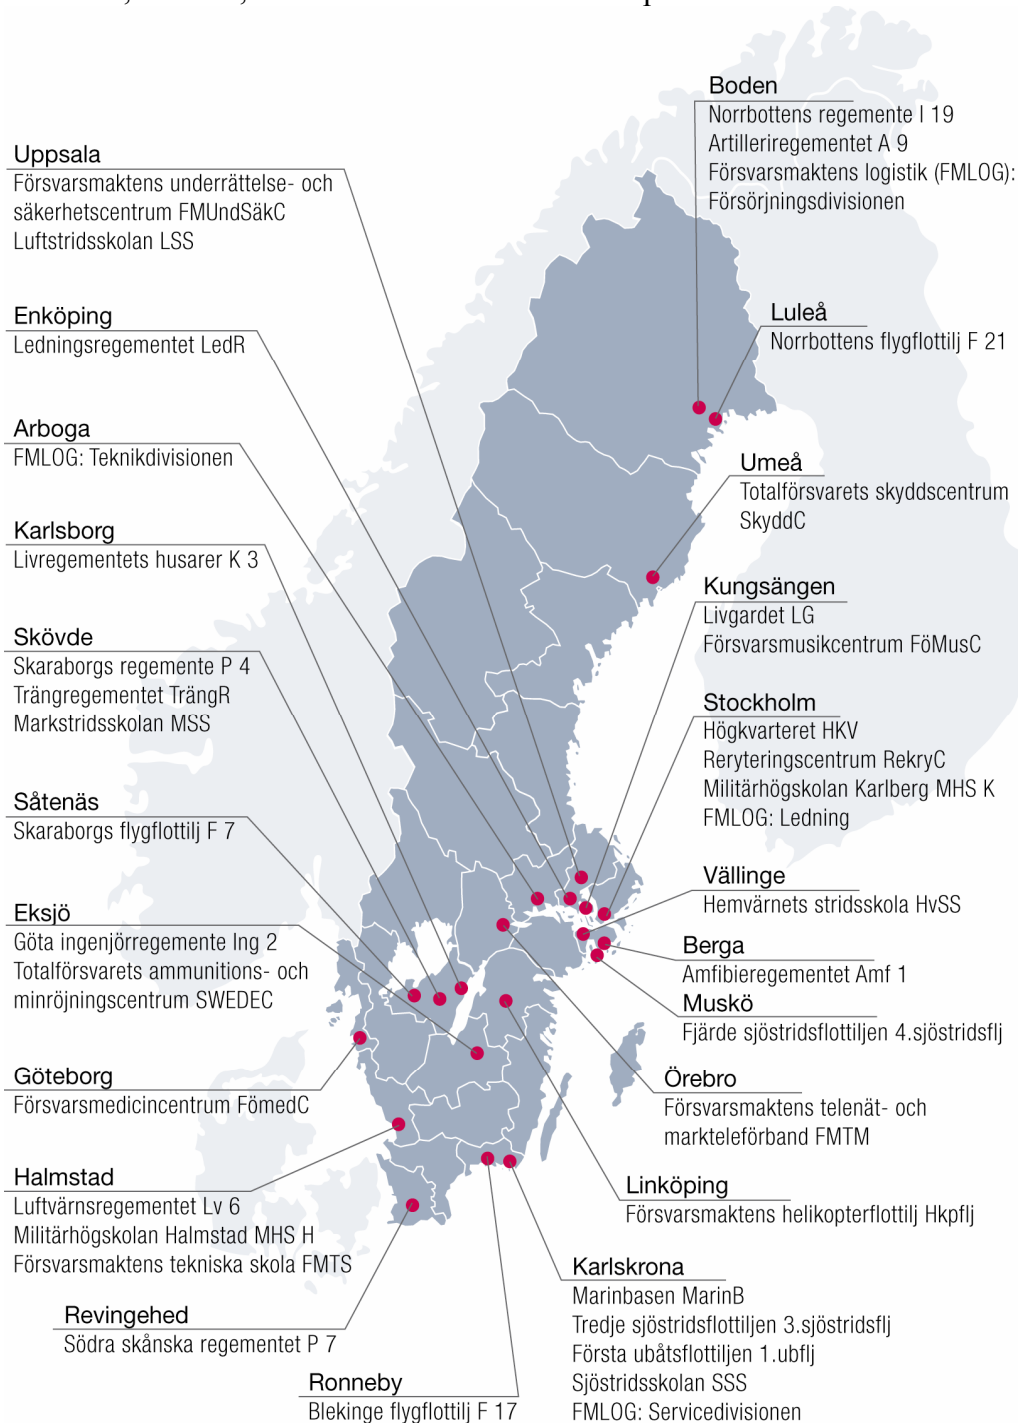 Boden
Norrbottens regemente I 19
Artilleriregementet A 9
Försvarsmaktens logistik (FMLOG):
Försörjningsdivisionen
Uppsala
Försvarsmaktens underrättelse- och
säkerhetscentrum FMUndSäkC
Luftstridsskolan LSS
Enköping
Ledningsregementet LedR
Luleå
Norrbottens flygflottilj F 21
Arboga
FMLOG: Teknikdivisionen
Umeå
Totalförsvarets skyddscentrum
SkyddC
Karlsborg
Livregementets husarer K 3
Kungsängen
Livgardet LG
Försvarsmusikcentrum FöMusC
Skövde
Skaraborgs regemente P 4
Trängregementet TrängR
Markstridsskolan MSS
Stockholm
Högkvarteret HKV
Reryteringscentrum RekryC
Militärhögskolan Karlberg MHS K
FMLOG: Ledning
Såtenäs
Skaraborgs flygflottilj F 7
Vällinge
Hemvärnets stridsskola HvSS
Eksjö
Göta ingenjörregemente Ing 2
Totalförsvarets ammunitions- och
minröjningscentrum SWEDEC
Berga
Amfibieregementet Amf 1
Muskö
Fjärde sjöstridsflottiljen 4.sjöstridsflj
Göteborg
Försvarsmedicincentrum FömedC
Örebro
Försvarsmaktens telenät- och
markteleförband FMTM
Halmstad
Luftvärnsregementet Lv 6
Militärhögskolan Halmstad MHS H
Försvarsmaktens tekniska skola FMTS
Linköping
Försvarsmaktens helikopterflottilj Hkpflj
Revingehed
Södra skånska regementet P 7
Karlskrona
Marinbasen MarinB
Tredje sjöstridsflottiljen 3.sjöstridsflj
Första ubåtsflottiljen 1.ubflj
Sjöstridsskolan SSS
FMLOG: Servicedivisionen
Ronneby
Blekinge flygflottilj F 17